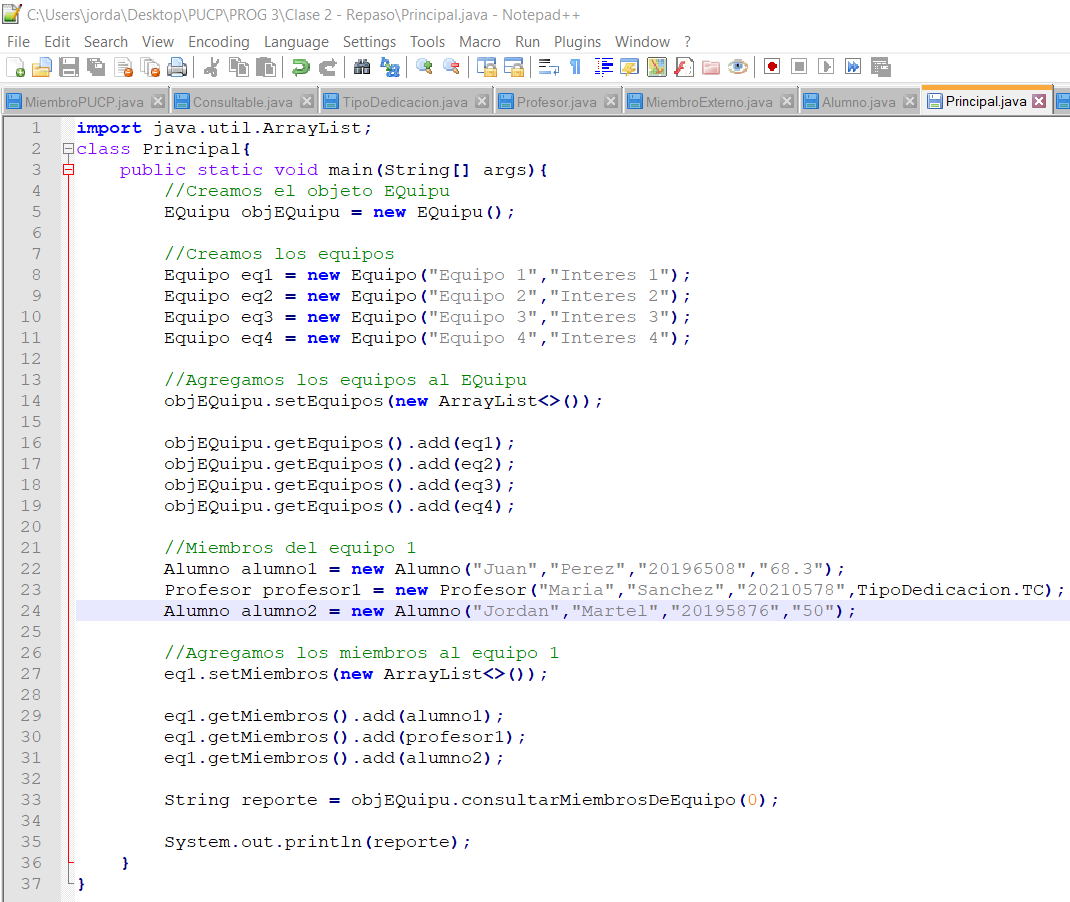 C:\Users\jorda\Desktop\PUCP\PROG 3\Clase 2 - Repaso\Principal.java - Notepad++
File Edit Search View Encoding Language Settings Tools Macro Run Plugins Window ?
MiembroPUCP.java Consultable.java TipoDedicacion.java Profesor.java MiembroExterno.java Alumno.java Principal.java
1 import java.util.ArrayList;
2 class Principal{
3 public static void main(String[] args){
4 //Creamos el objeto EQuipu
5 EQuipu objEQuipu = new EQuipu();
6
7 //Creamos los equipos
8 Equipo eq1 = new Equipo("Equipo 1","Interes 1");
9 Equipo eq2 = new Equipo("Equipo 2","Interes 2");
10 Equipo eq3 = new Equipo("Equipo 3","Interes 3");
11 Equipo eq4 = new Equipo("Equipo 4","Interes 4");
12
13 //Agregamos los equipos al EQuipu
14 objEQuipu.setEquipos(new ArrayList<>());
15
16 objEQuipu.getEquipos().add(eq1);
17 objEQuipu.getEquipos().add(eq2);
18 objEQuipu.getEquipos().add(eq3);
19 objEQuipu.getEquipos().add(eq4);
20
21 //Miembros del equipo 1
22 Alumno alumno1 = new Alumno("Juan","Perez","20196508","68.3");
23 Profesor profesor1 = new Profesor("Maria","Sanchez","20210578",TipoDedicacion.TC);
24 Alumno alumno2 = new Alumno("Jordan","Martel","20195876","50");
25
26 //Agregamos los miembros al equipo 1
27 eq1.setMiembros(new ArrayList<>());
28
29 eq1.getMiembros().add(alumno1);
30 eq1.getMiembros().add(profesor1);
31 eq1.getMiembros().add(alumno2);
32
33 String reporte = objEQuipu.consultarMiembrosDeEquipo(0);
34
35 System.out.println(reporte);
36 }
37 }